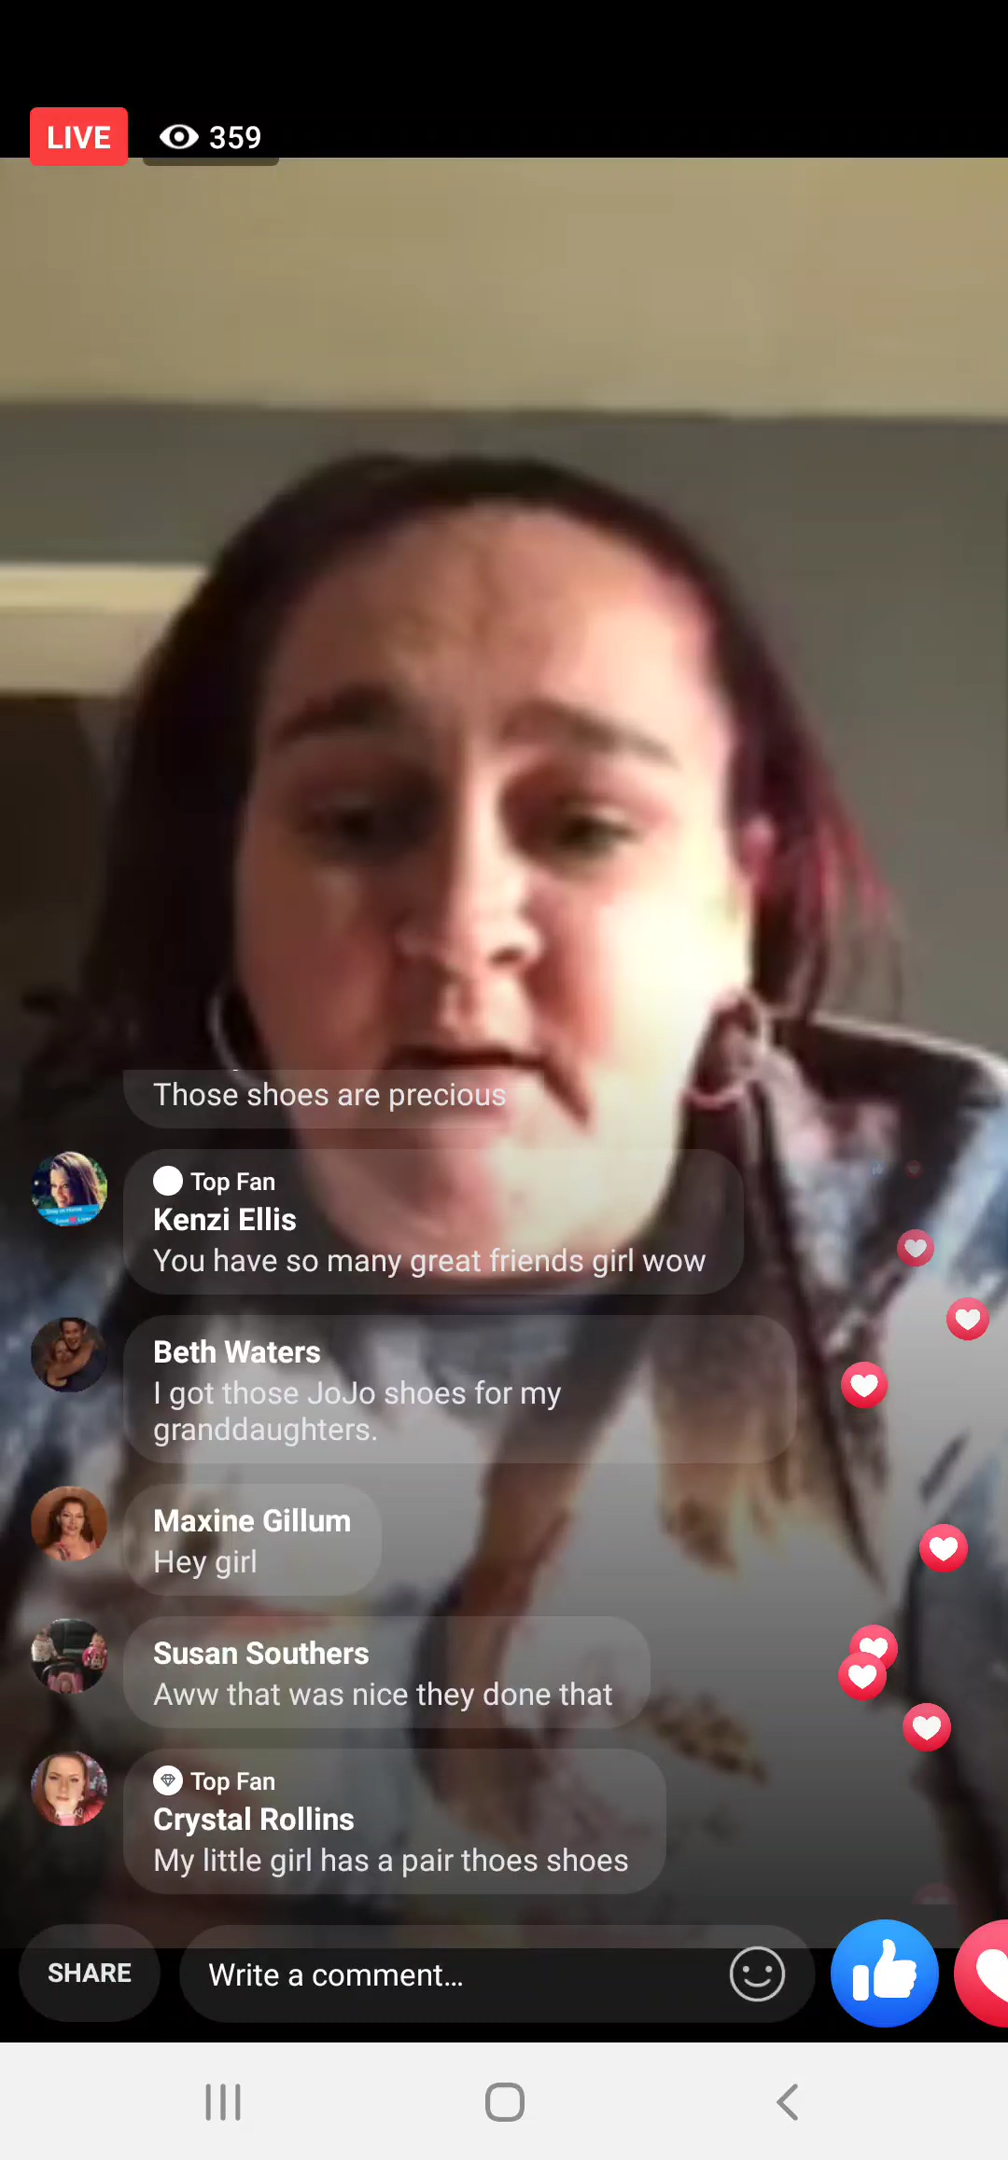 LIVE 359
Those shoes are precious
Top Fan
Kenzi Ellis
You have so many great friends girl wow
Beth Waters
I got those JoJo shoes for my
granddaughters.
Maxine Gillum
Hey girl
Susan Southers
Aww that was nice they done that
Top Fan
Crystal Rollins
My little girl has a pair thoes shoes
SHARE
Write a comment...